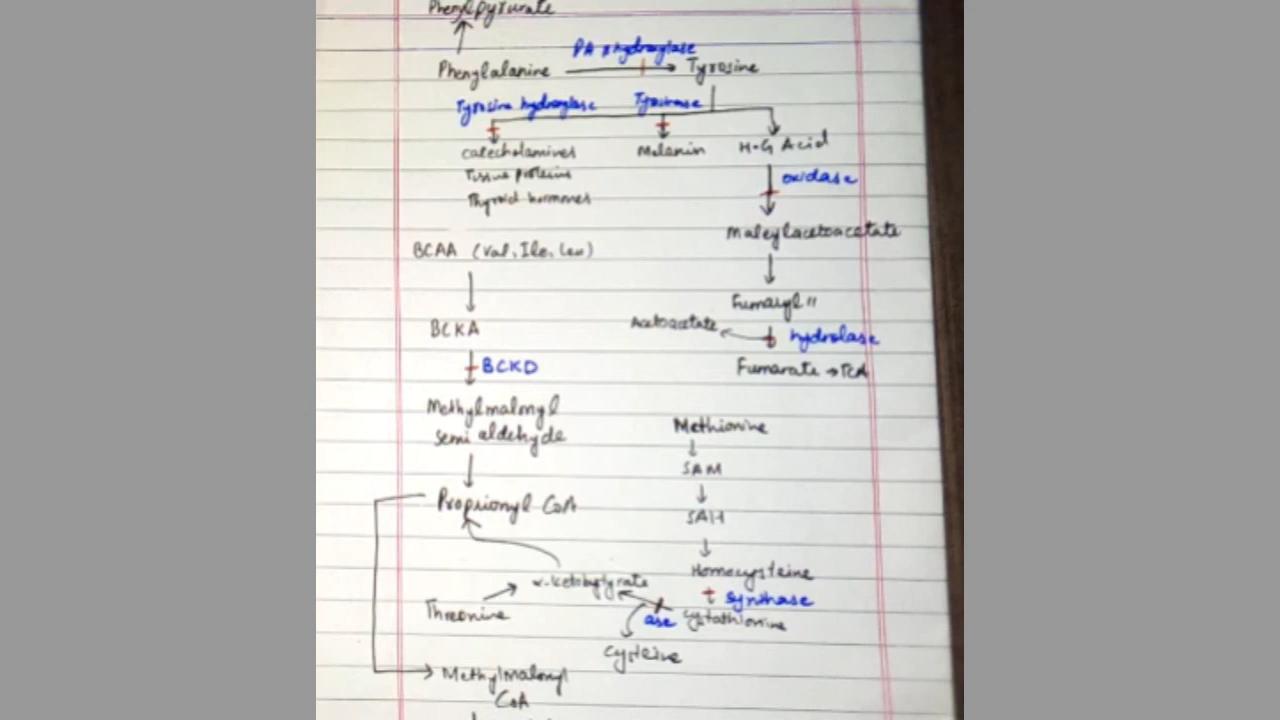 Phenylpyruvate
PA hydroxylase
Phenylalanine → Tyrosine
Tyrosine hydroxylase Tyrosinase
Catecholamines Melanin H.G Acid
Tissue proteins
oxidase
Thyroid hormones
Maleylacetoacetate
BCAA (Val, Ile, Leu)
Fumaryl "
BCKA
Acetoacetate hydrolase
BCKD
Fumarate → TCA
Methylmalonyl
semi aldehyde
Methionine
SAM
Propionyl CoA
SAH
Homocysteine
α-ketobutyrate
synthase
Threonine
ase Cystathionine
Cysteine
Methylmalonyl
CoA